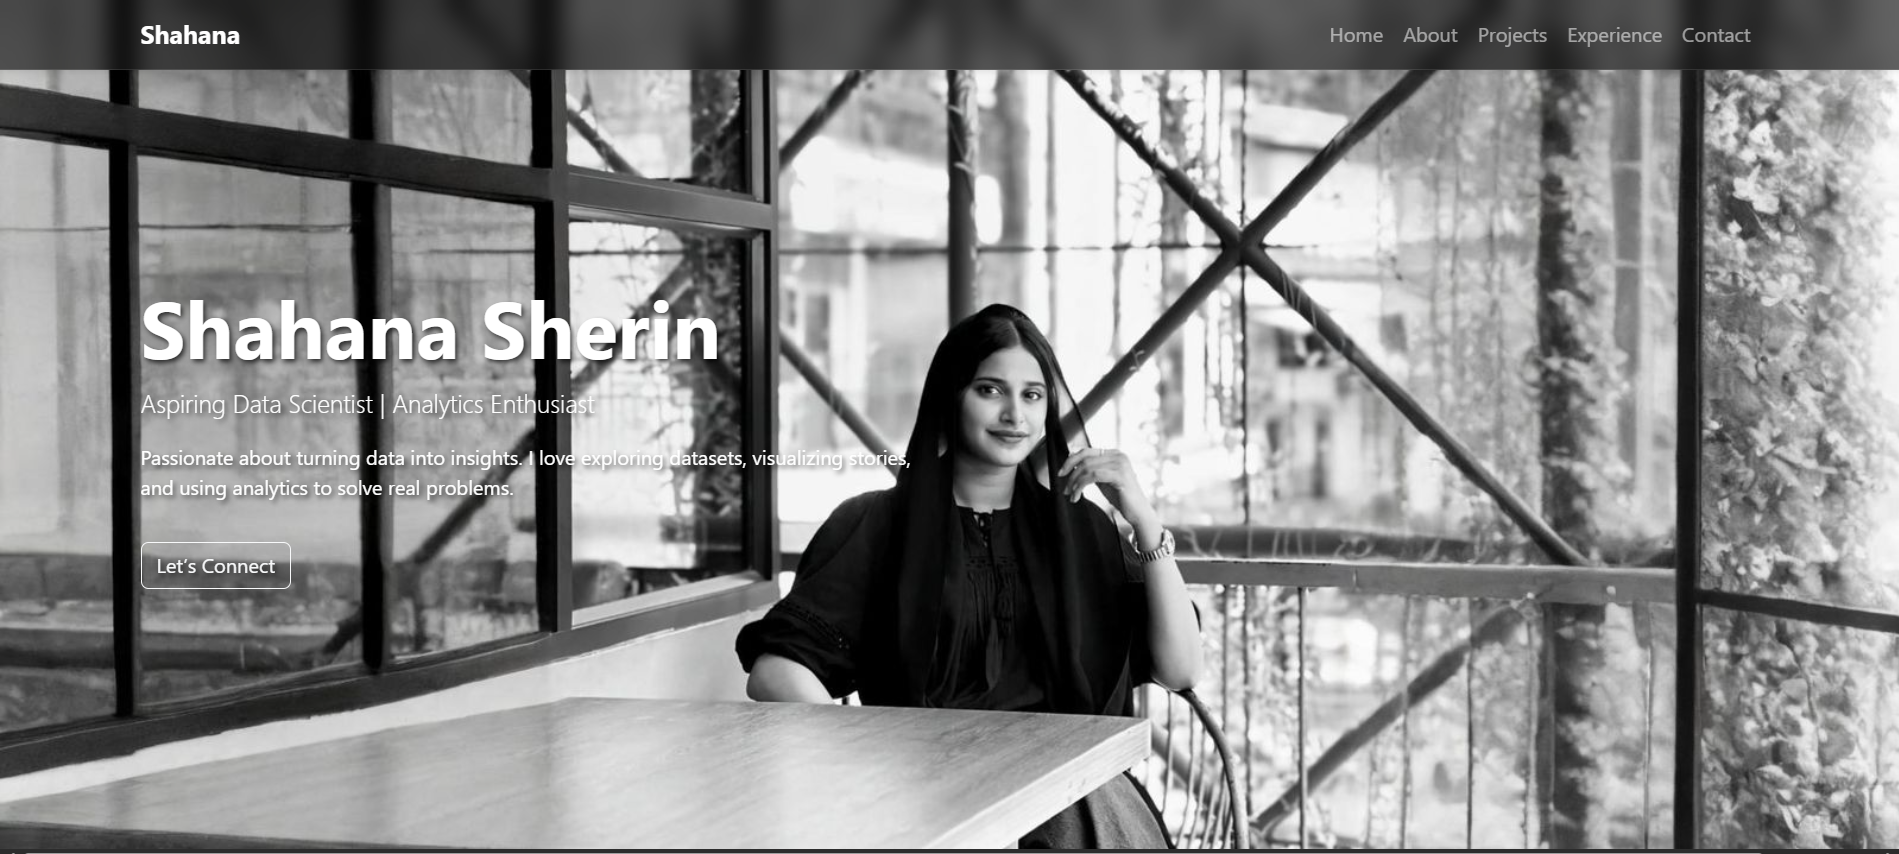 Shahana
Home About Projects Experience Contact
Shahana Sherin
Aspiring Data Scientist | Analytics Enthusiast
Passionate about turning data into insights. I love exploring datasets, visualizing stories,
and using analytics to solve real problems.
Let’s Connect